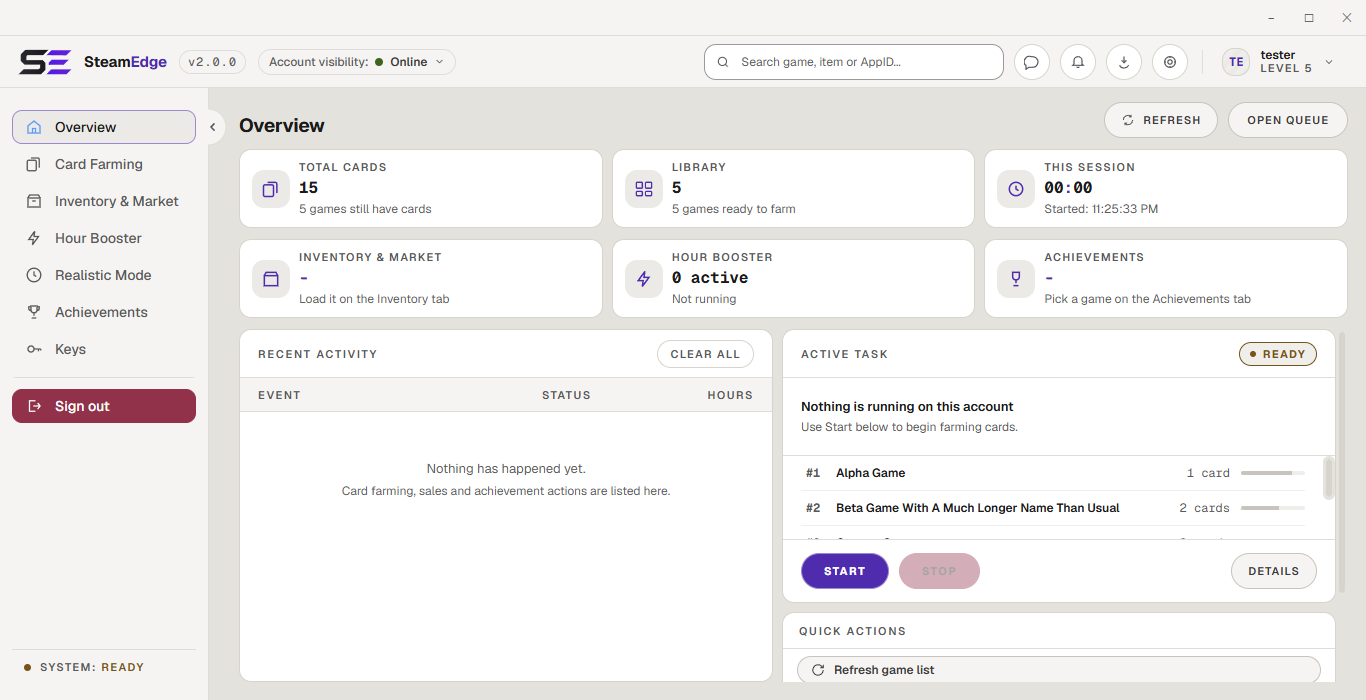 SE SteamEdge
v2.0.0
Account visibility: Online
Search game, item or AppID...
TE
tester
LEVEL 5
Overview
Card Farming
Inventory & Market
Hour Booster
Realistic Mode
Achievements
Keys
Sign out
SYSTEM: READY
Overview
REFRESH
OPEN QUEUE
TOTAL CARDS
15
5 games still have cards
LIBRARY
5
5 games ready to farm
THIS SESSION
00:00
Started: 11:25:33 PM
INVENTORY & MARKET
-
Load it on the Inventory tab
HOUR BOOSTER
0 active
Not running
ACHIEVEMENTS
-
Pick a game on the Achievements tab
RECENT ACTIVITY
CLEAR ALL
EVENT STATUS HOURS
Nothing has happened yet.
Card farming, sales and achievement actions are listed here.
ACTIVE TASK
READY
Nothing is running on this account
Use Start below to begin farming cards.
#1 Alpha Game 1 card
#2 Beta Game With A Much Longer Name Than Usual 2 cards
START
STOP
DETAILS
QUICK ACTIONS
Refresh game list